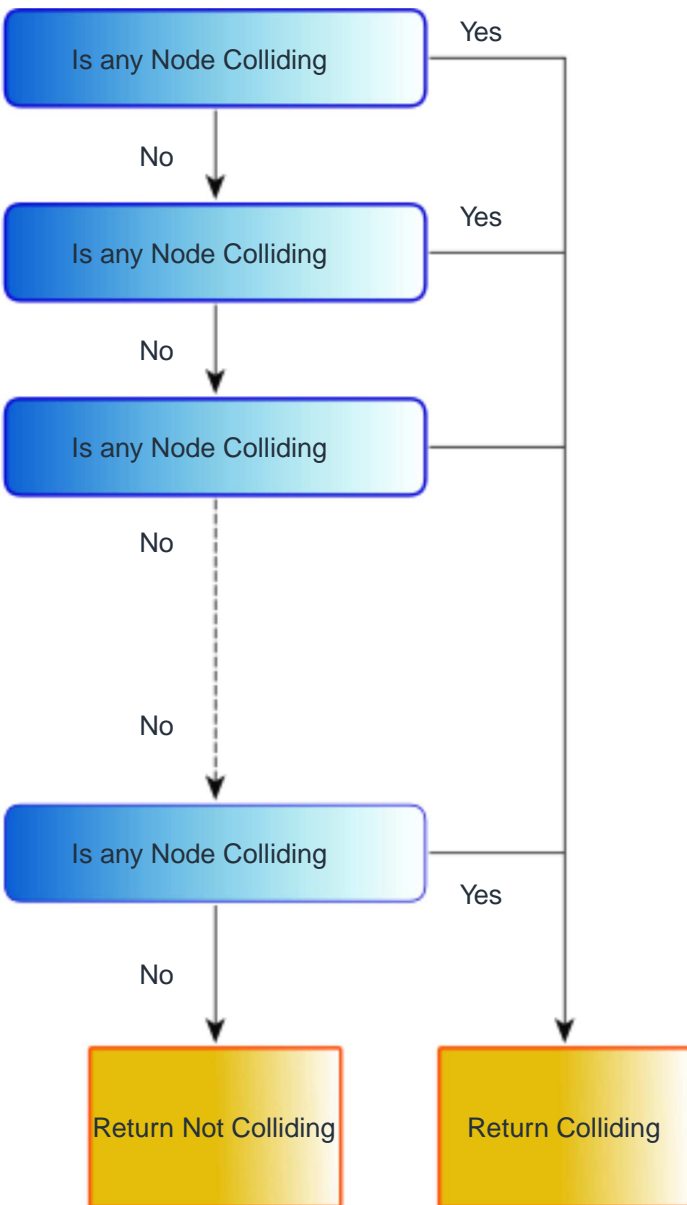 Is any Node Colliding
Yes
No
Is any Node Colliding
Yes
No
Is any Node Colliding
No
No
Is any Node Colliding
Yes
No
Return Not Colliding
Return Colliding